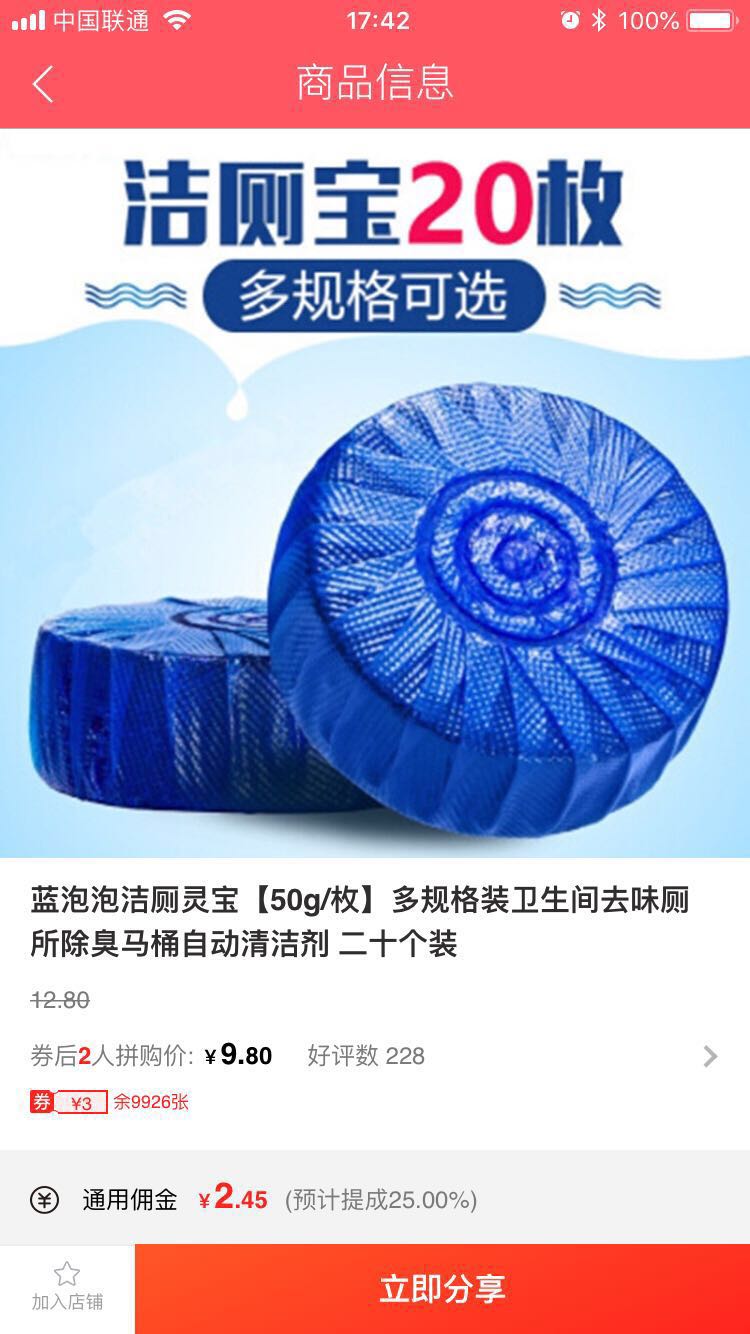 中国联通
17:42
100%
商品信息
洁厕宝20枚
多规格可选
蓝泡泡洁厕灵宝【50g/枚】多规格装卫生间去味厕
所除臭马桶自动清洁剂 二十个装
12.80
券后2人拼购价: ¥9.80 好评数 228
券 ¥3 余9926张
¥ 通用佣金 ¥2.45 (预计提成25.00%)
加入店铺
立即分享